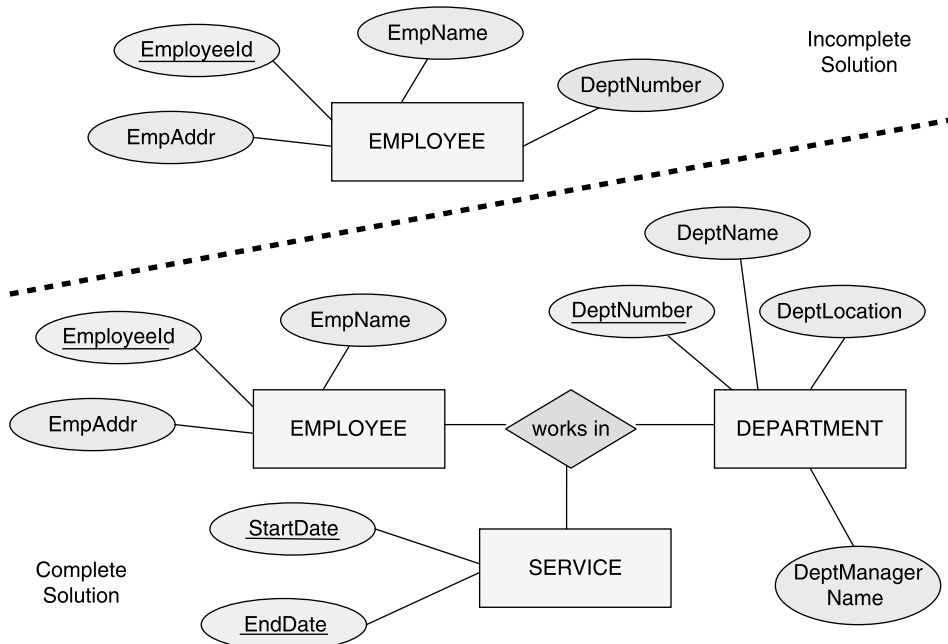 EmpName
Incomplete
Solution
EmployeeId
DeptNumber
EmpAddr
EMPLOYEE
DeptName
DeptNumber
DeptLocation
EmpName
EmployeeId
EmpAddr
EMPLOYEE
works in
DEPARTMENT
StartDate
SERVICE
Complete
Solution
DeptManager
Name
EndDate